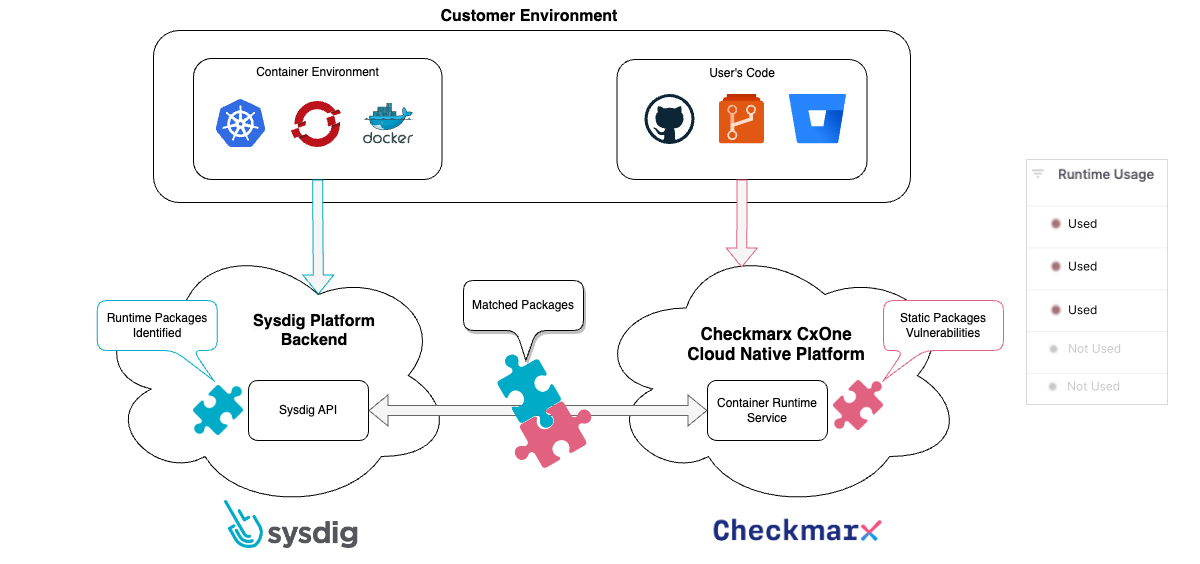 Customer Environment
Container Environment
User's Code
docker
Runtime Usage
Used
Used
Used
Not Used
Not Used
Runtime Packages
Identified
Sysdig Platform
Backend
Matched Packages
Checkmarx CxOne
Cloud Native Platform
Static Packages
Vulnerabilities
Sysdig API
Container Runtime
Service
sysdig
Checkmarx